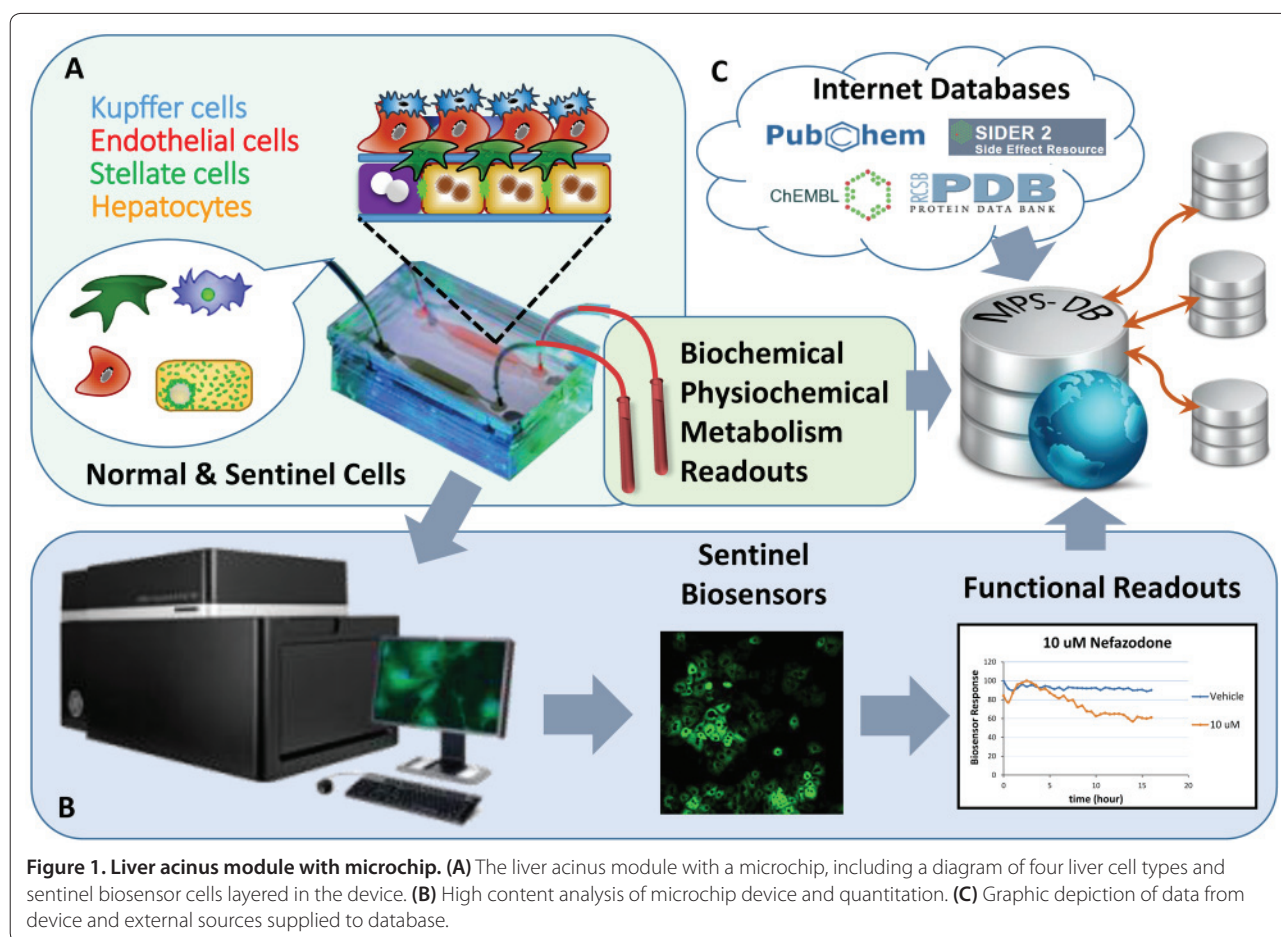 A
Kupffer cells
Endothelial cells
Stellate cells
Hepatocytes
Normal & Sentinel Cells
Biochemical
Physiochemical
Metabolism
Readouts
C
Internet Databases
PubChem
SIDER 2
Side Effect Resource
ChEMBL
RCSB
PDB
PROTEIN DATA BANK
MPS- DB
B
Sentinel
Biosensors
Functional Readouts
10 uM Nefazodone
Biosensor Response
120
100
80
60
40
20
0
0
5
10
15
20
time (hour)
Vehicle
10 uM
Figure 1. Liver acinus module with microchip. (A) The liver acinus module with a microchip, including a diagram of four liver cell types and
sentinel biosensor cells layered in the device. (B) High content analysis of microchip device and quantitation. (C) Graphic depiction of data from
device and external sources supplied to database.